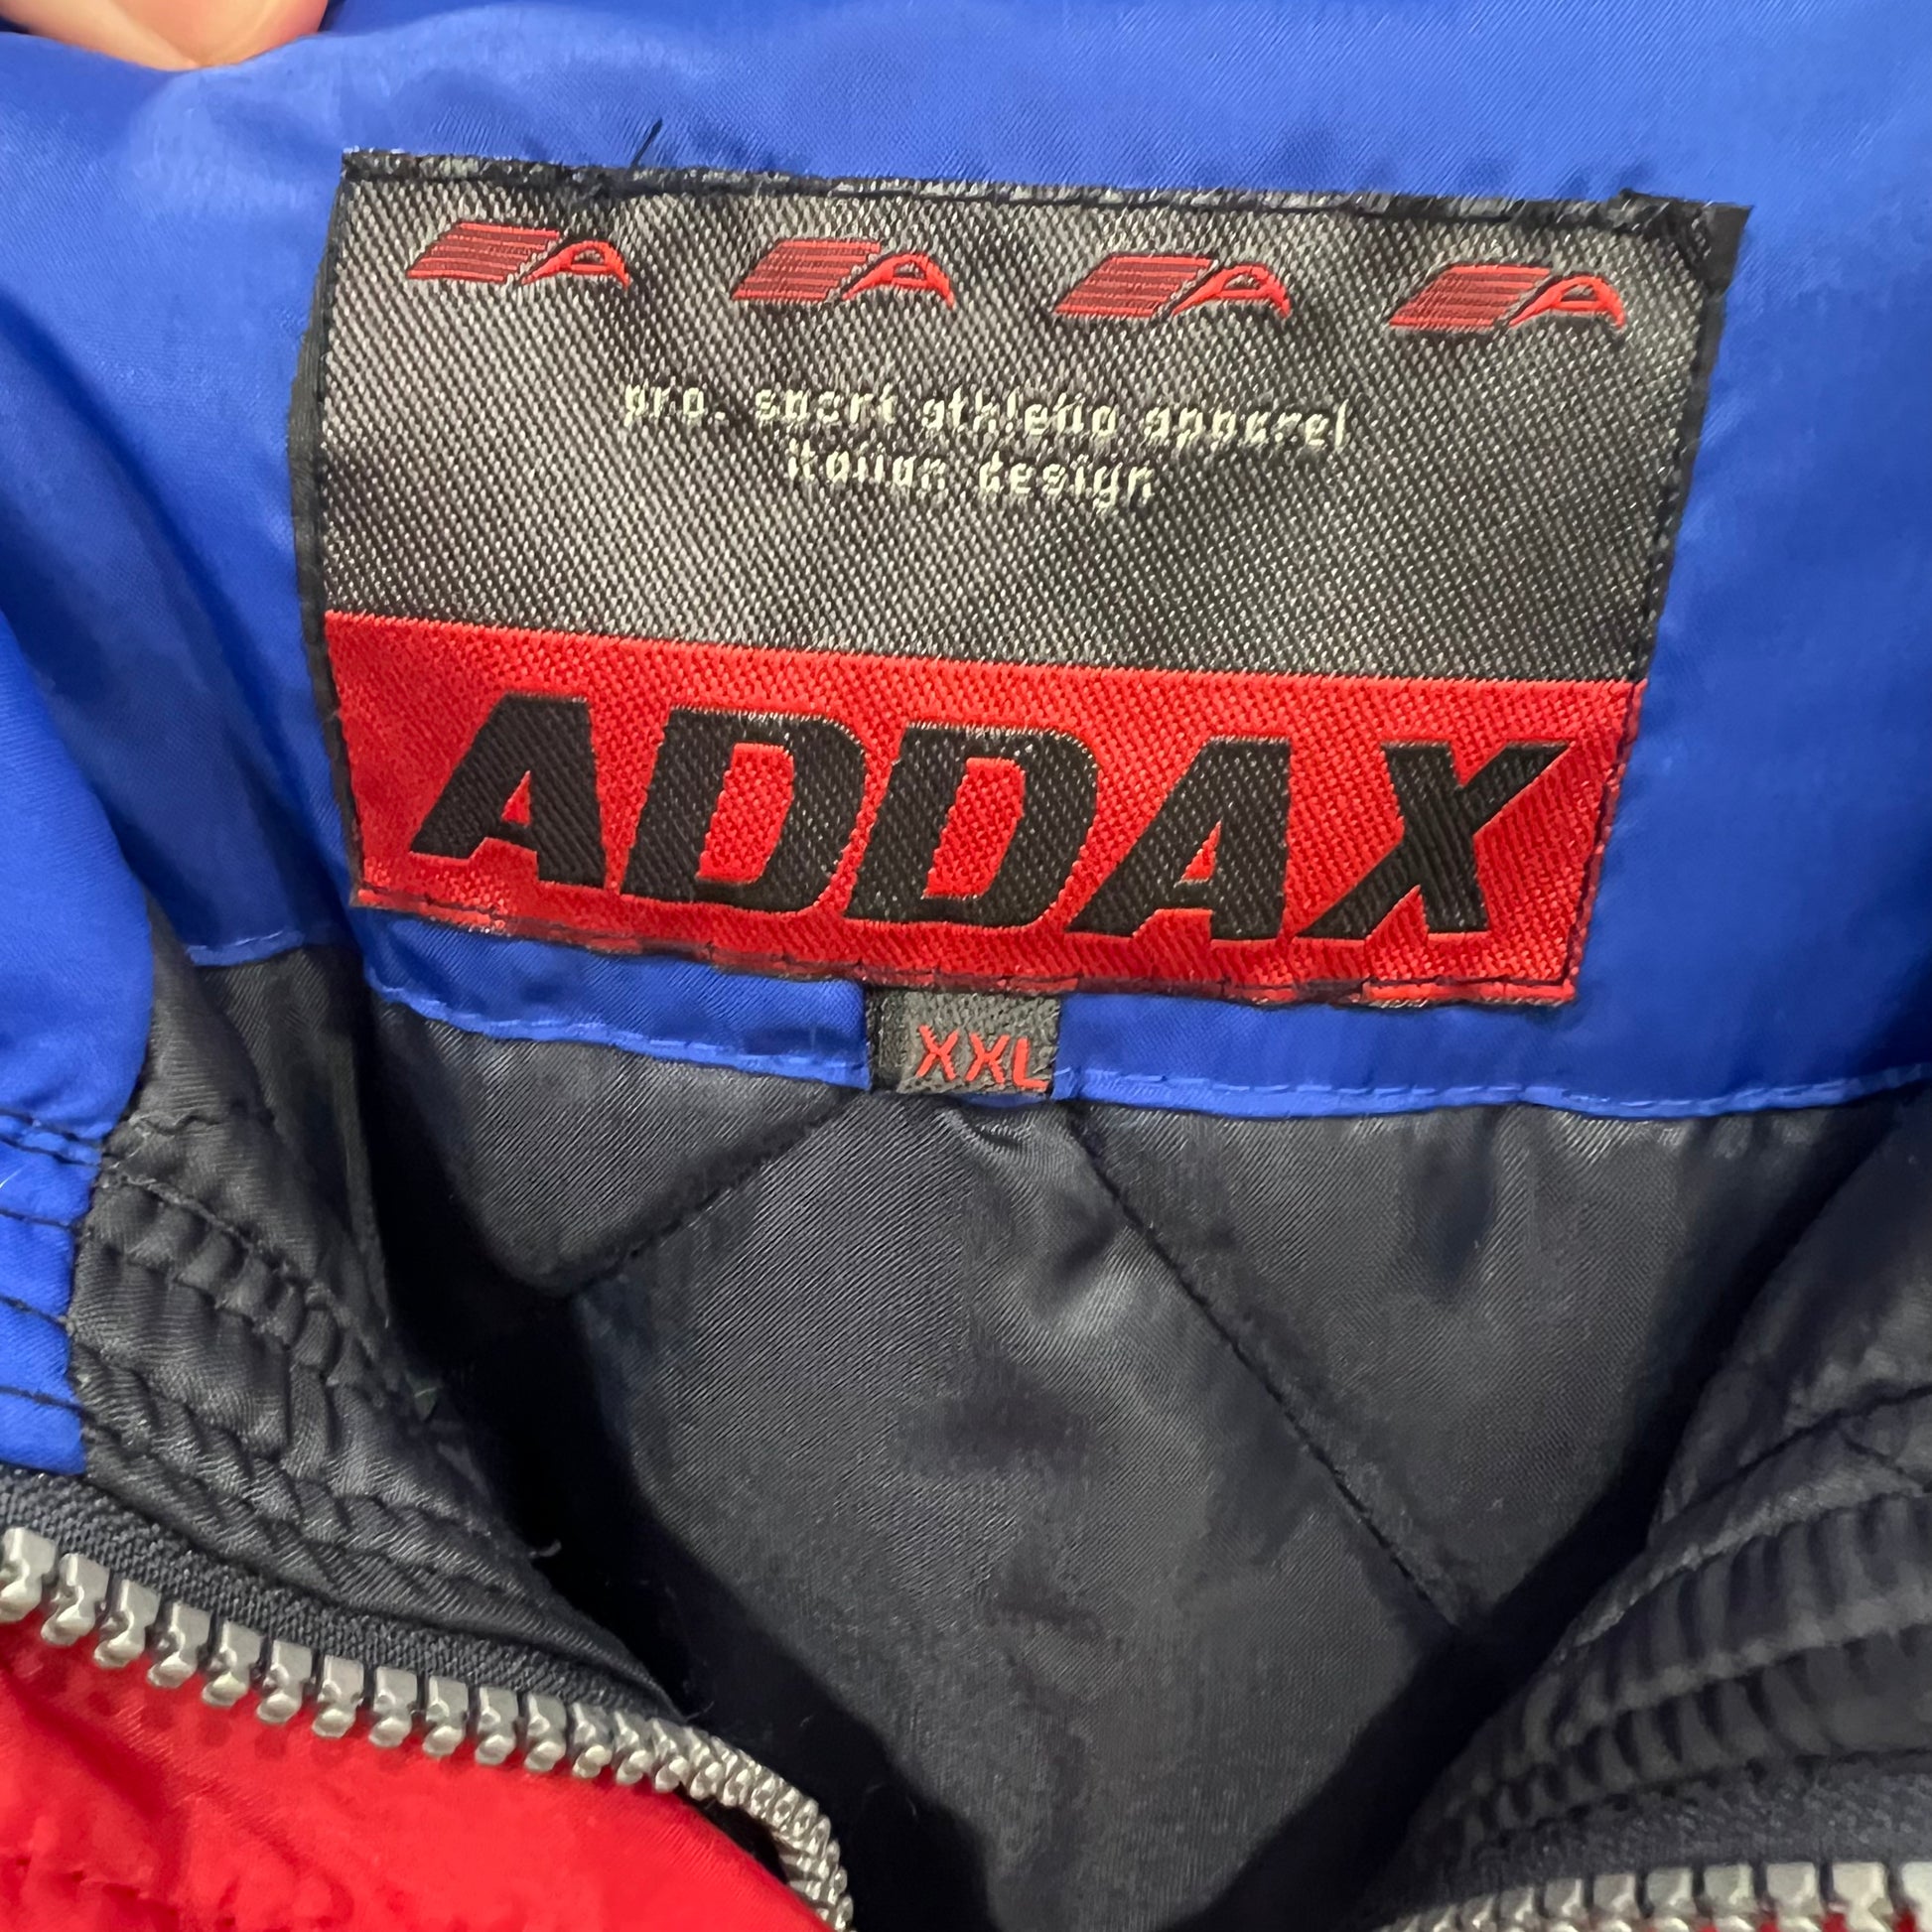 pro. sport athletic apparel
italian design
ADDAX
XXL